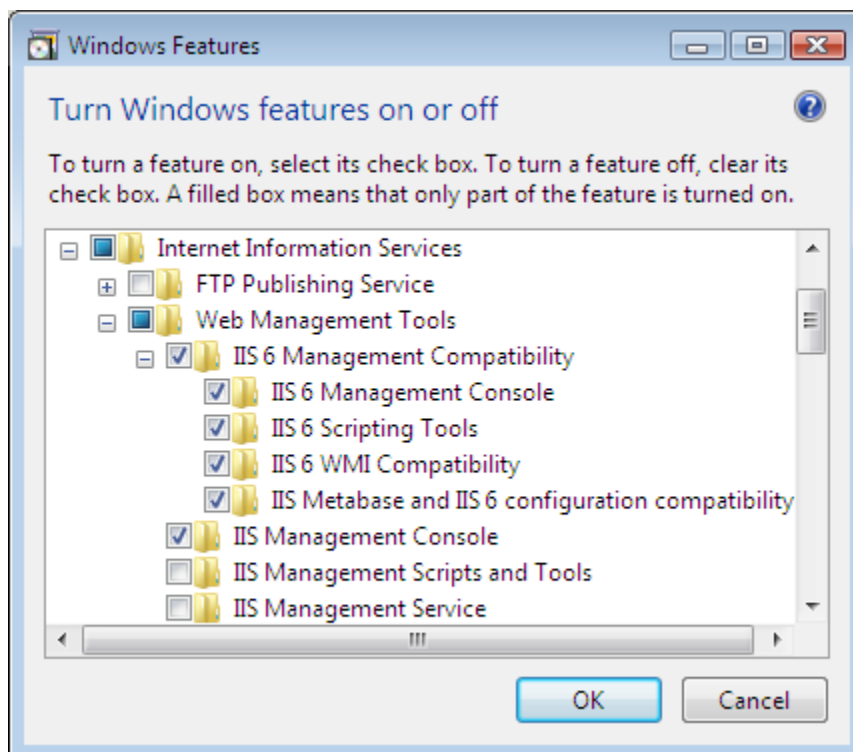 Windows Features
Turn Windows features on or off
To turn a feature on, select its check box. To turn a feature off, clear its
check box. A filled box means that only part of the feature is turned on.
Internet Information Services
FTP Publishing Service
Web Management Tools
IIS 6 Management Compatibility
IIS 6 Management Console
IIS 6 Scripting Tools
IIS 6 WMI Compatibility
IIS Metabase and IIS 6 configuration compatibility
IIS Management Console
IIS Management Scripts and Tools
IIS Management Service
OK Cancel